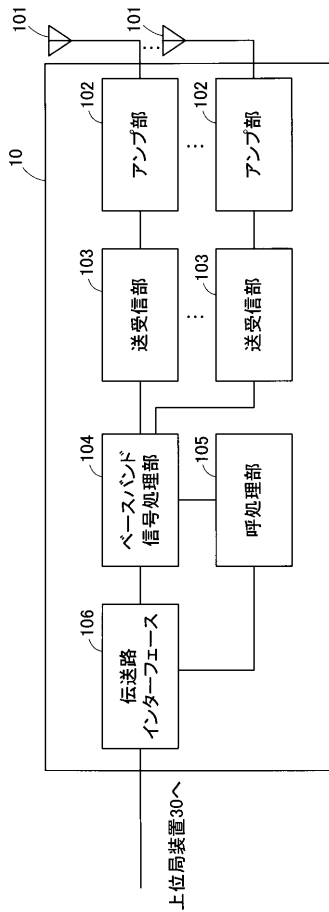 10
101
101
102
アンプ部
102
アンプ部
103
送受信部
103
送受信部
104
ベースバンド
信号処理部
105
呼処理部
106
伝送路
インターフェース
上位局装置30へ